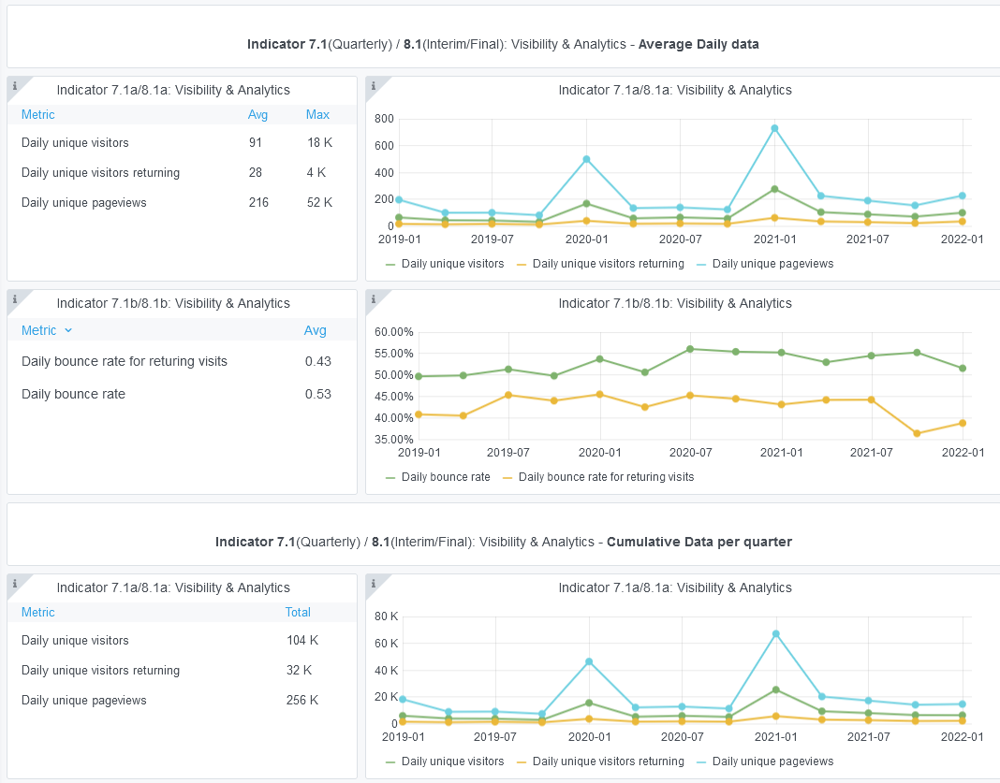 Indicator 7.1(Quarterly) / 8.1(Interim/Final): Visibility & Analytics - Average Daily data
i
Indicator 7.1a/8.1a: Visibility & Analytics
Metric Avg Max
Daily unique visitors 91 18 K
Daily unique visitors returning 28 4 K
Daily unique pageviews 216 52 K
i
Indicator 7.1a/8.1a: Visibility & Analytics
800
600
400
200
0
2019-01 2019-07 2020-01 2020-07 2021-01 2021-07 2022-01
Daily unique visitors Daily unique visitors returning Daily unique pageviews
i
Indicator 7.1b/8.1b: Visibility & Analytics
Metric Avg
Daily bounce rate for returing visits 0.43
Daily bounce rate 0.53
i
Indicator 7.1b/8.1b: Visibility & Analytics
60.00%
55.00%
50.00%
45.00%
40.00%
35.00%
2019-01 2019-07 2020-01 2020-07 2021-01 2021-07 2022-01
Daily bounce rate Daily bounce rate for returing visits
Indicator 7.1(Quarterly) / 8.1(Interim/Final): Visibility & Analytics - Cumulative Data per quarter
i
Indicator 7.1a/8.1a: Visibility & Analytics
Metric Total
Daily unique visitors 104 K
Daily unique visitors returning 32 K
Daily unique pageviews 256 K
i
Indicator 7.1a/8.1a: Visibility & Analytics
80 K
60 K
40 K
20 K
0
2019-01 2019-07 2020-01 2020-07 2021-01 2021-07 2022-01
Daily unique visitors Daily unique visitors returning Daily unique pageviews